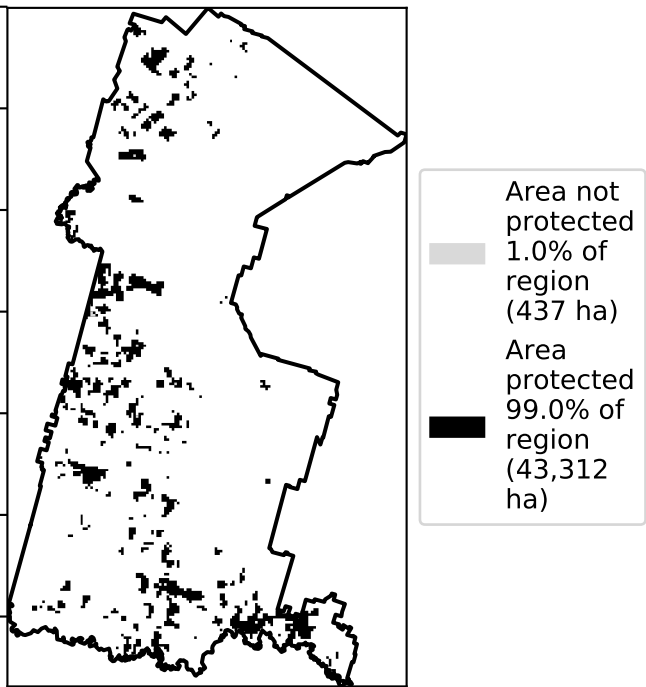 Area not
protected
1.0% of
region
(437 ha)
Area
protected
99.0% of
region
(43,312
ha)